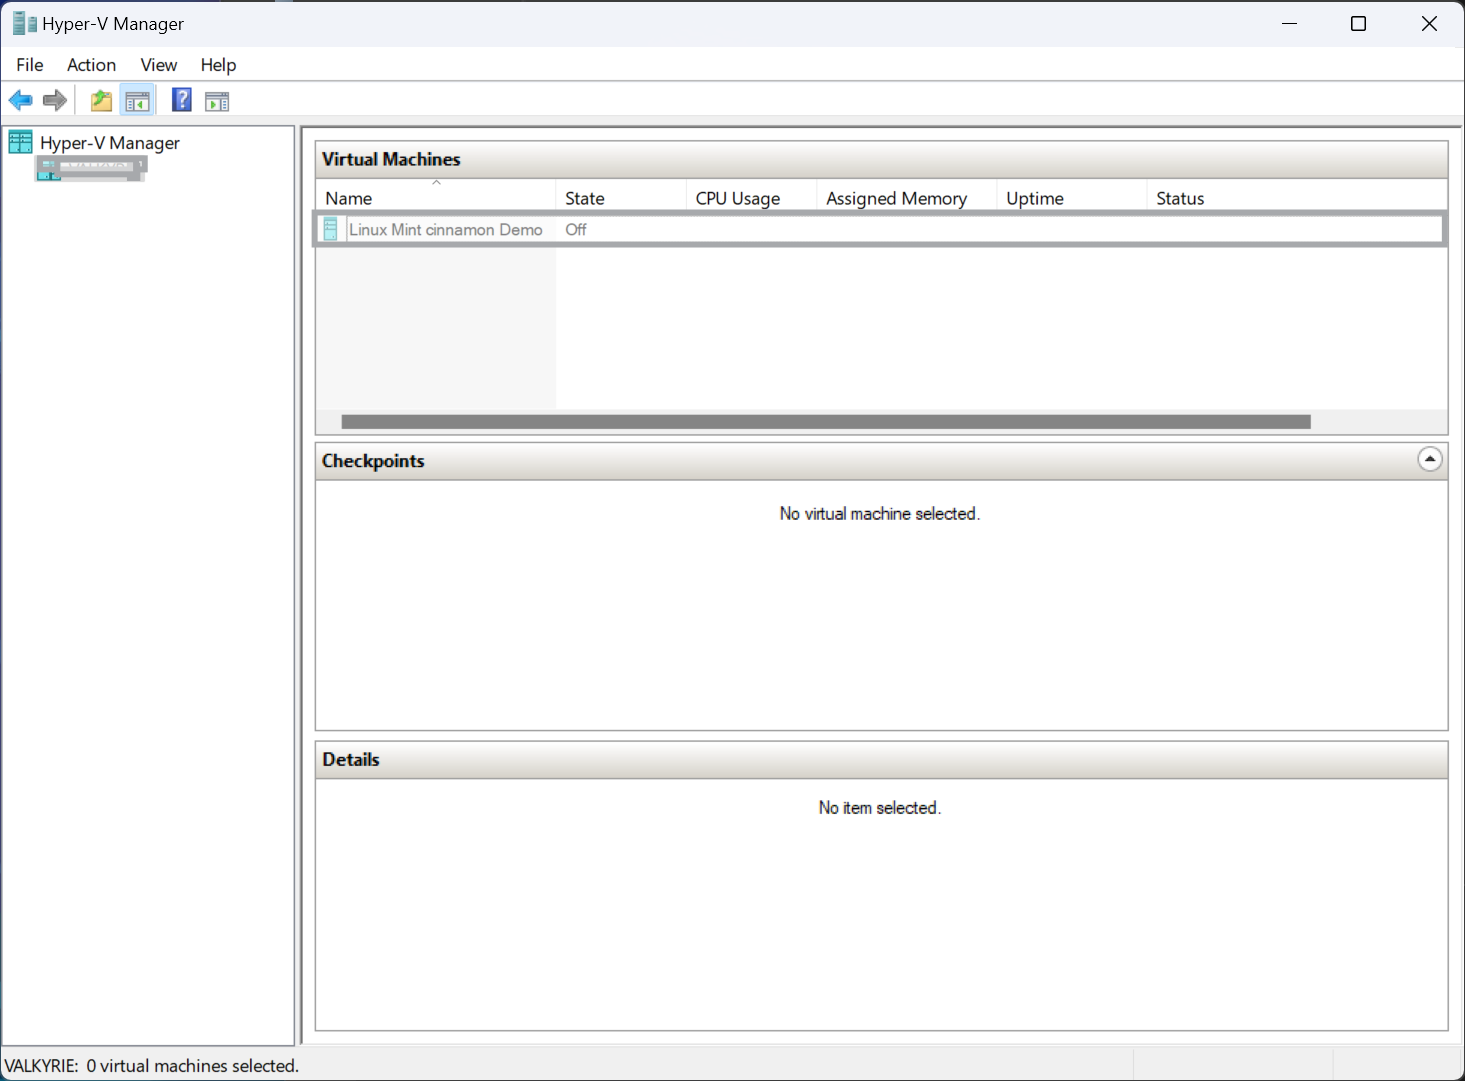 Hyper-V Manager
File Action View Help
Hyper-V Manager
Virtual Machines
Name State CPU Usage Assigned Memory Uptime Status
Linux Mint cinnamon Demo Off
Checkpoints
No virtual machine selected.
Details
No item selected.
VALKYRIE: 0 virtual machines selected.